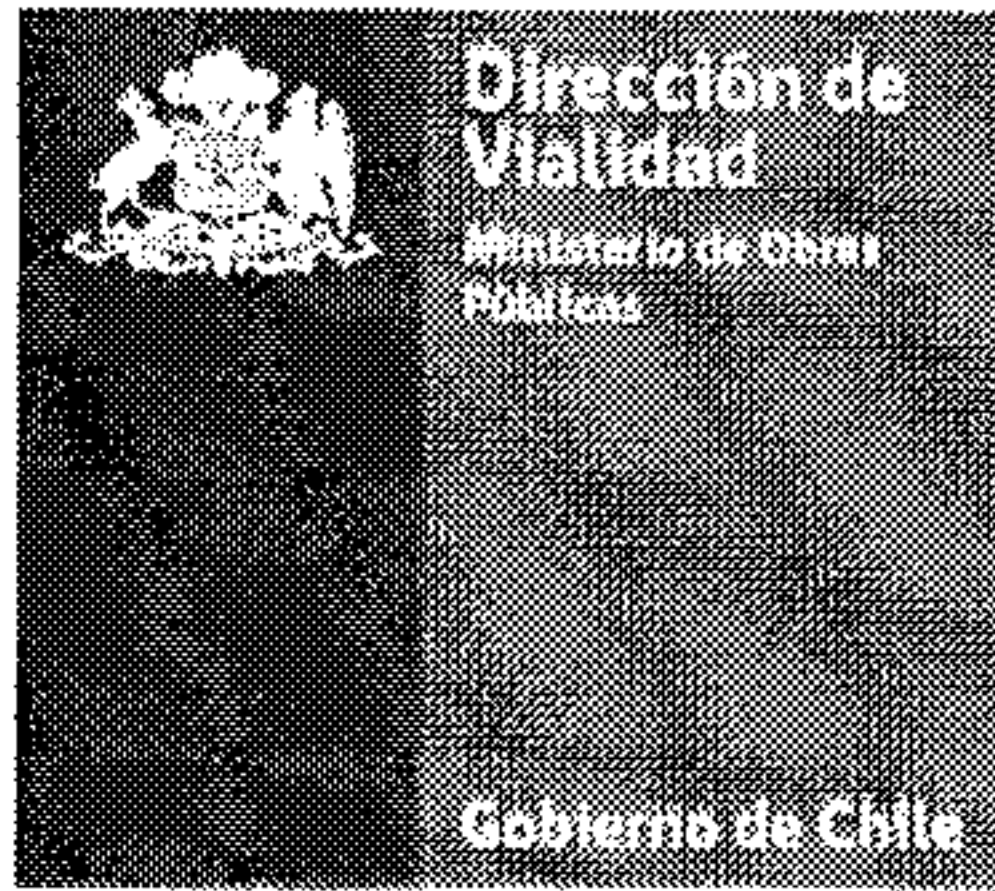 Dirección de
Vialidad
Ministerio de Obras
Públicas
Gobierno de Chile